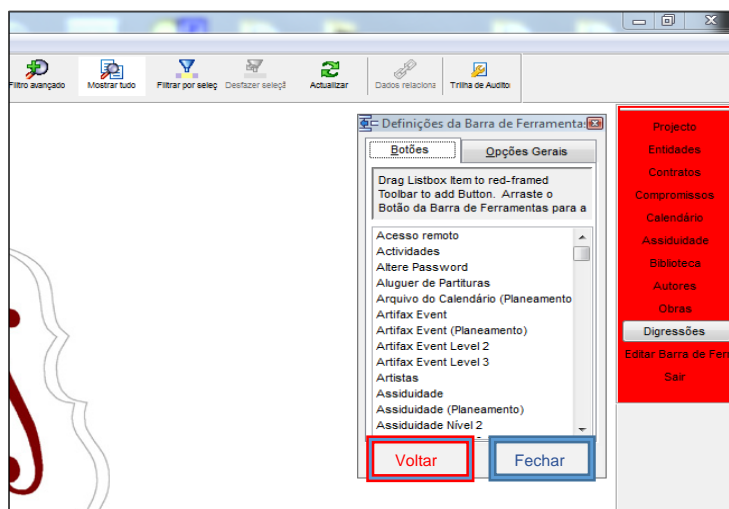 Filtro avançado
Mostrar tudo
Filtrar por seleç
Desfazer selecç
Actualizar
Dados relaciona
Trilha de Audito
Definições da Barra de Ferramentas
Botões
Opções Gerais
Drag Listbox Item to red-framed
Toolbar to add Button. Arraste o
Botão da Barra de Ferramentas para a
Acesso remoto
Actividades
Altere Password
Aluguer de Partituras
Arquivo do Calendário (Planeamento
Artifax Event
Artifax Event (Planeamento)
Artifax Event Level 2
Artifax Event Level 3
Artistas
Assiduidade
Assiduidade (Planeamento)
Assiduidade Nível 2
Voltar
Fechar
Projecto
Entidades
Contratos
Compromissos
Calendário
Assiduidade
Biblioteca
Autores
Obras
Digressões
Editar Barra de Ferr
Sair